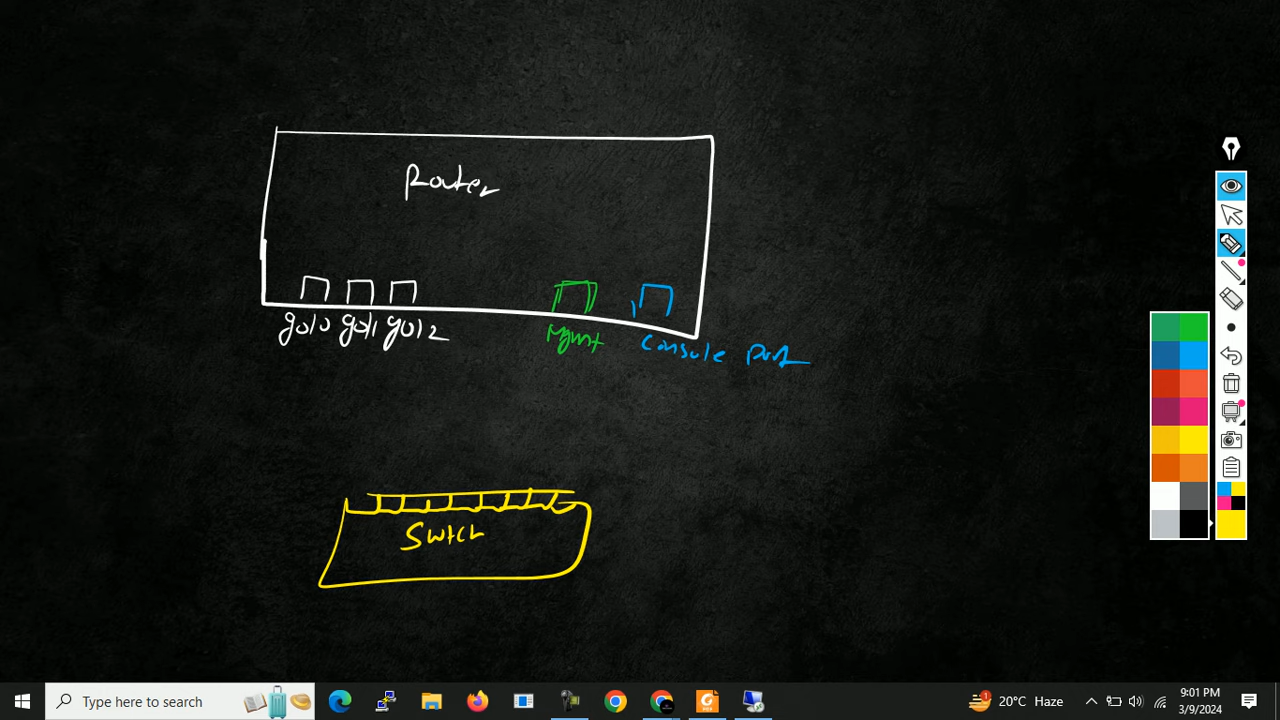 Router
g0/0 g0/1 g0/2
Mgmt
Console Port
Swtch
Type here to search
20°C Haze
9:01 PM
3/9/2024